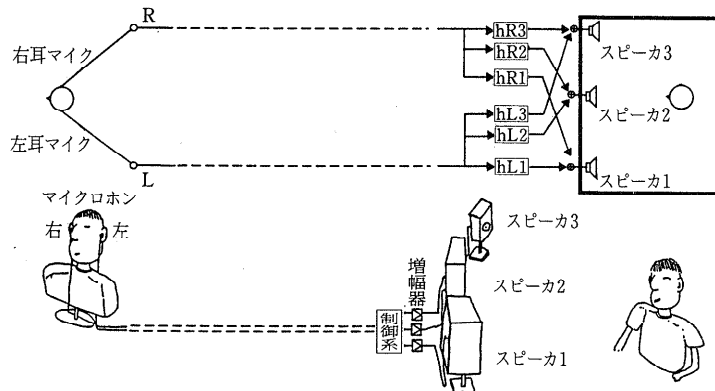 R
右耳マイク
左耳マイク
L
hR3
hR2
hR1
hL3
hL2
hL1
スピーカ3
スピーカ2
スピーカ1
マイクロホン
右 左
制御系
増幅器
スピーカ3
スピーカ2
スピーカ1